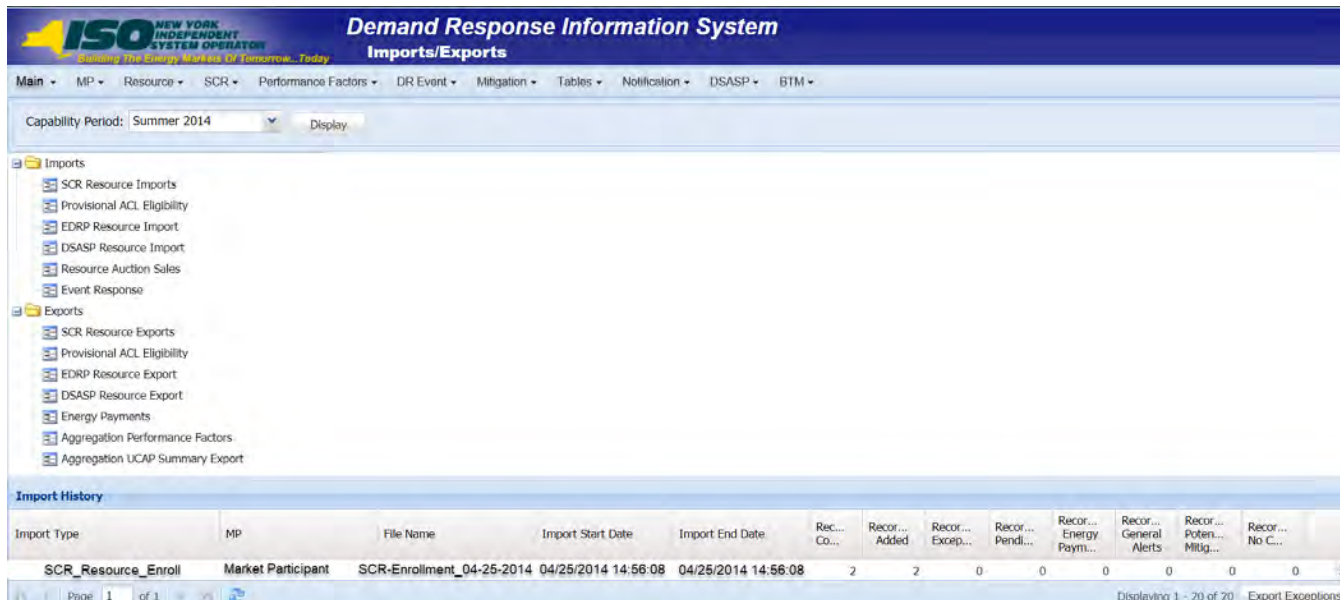 NEW YORK
INDEPENDENT
SYSTEM OPERATOR
ISO
Building The Energy Markets Of Tomorrow...Today
Demand Response Information System
Imports/Exports
Main MP Resource SCR Performance Factors DR Event Mitigation Tables Notification DSASP BTM
Capability Period: Summer 2014 Display
Imports
SCR Resource Imports
Provisional ACL Eligibility
EDRP Resource Import
DSASP Resource Import
Resource Auction Sales
Event Response
Exports
SCR Resource Exports
Provisional ACL Eligibility
EDRP Resource Export
DSASP Resource Export
Energy Payments
Aggregation Performance Factors
Aggregation UCAP Summary Export
Import History
Import Type MP File Name Import Start Date Import End Date Rec... Co... Recor... Added Recor... Excep... Recor... Pendi... Recor... Energy Paym... Recor... General Alerts Recor... Poten... Mitig... Recor... No C...
SCR_Resource_Enroll Market Participant SCR-Enrollment_04-25-2014 04/25/2014 14:56:08 04/25/2014 14:56:08 2 2 0 0 0 0 0 0
Page 1 of 1 Displaying 1 - 20 of 20 Export Exceptions